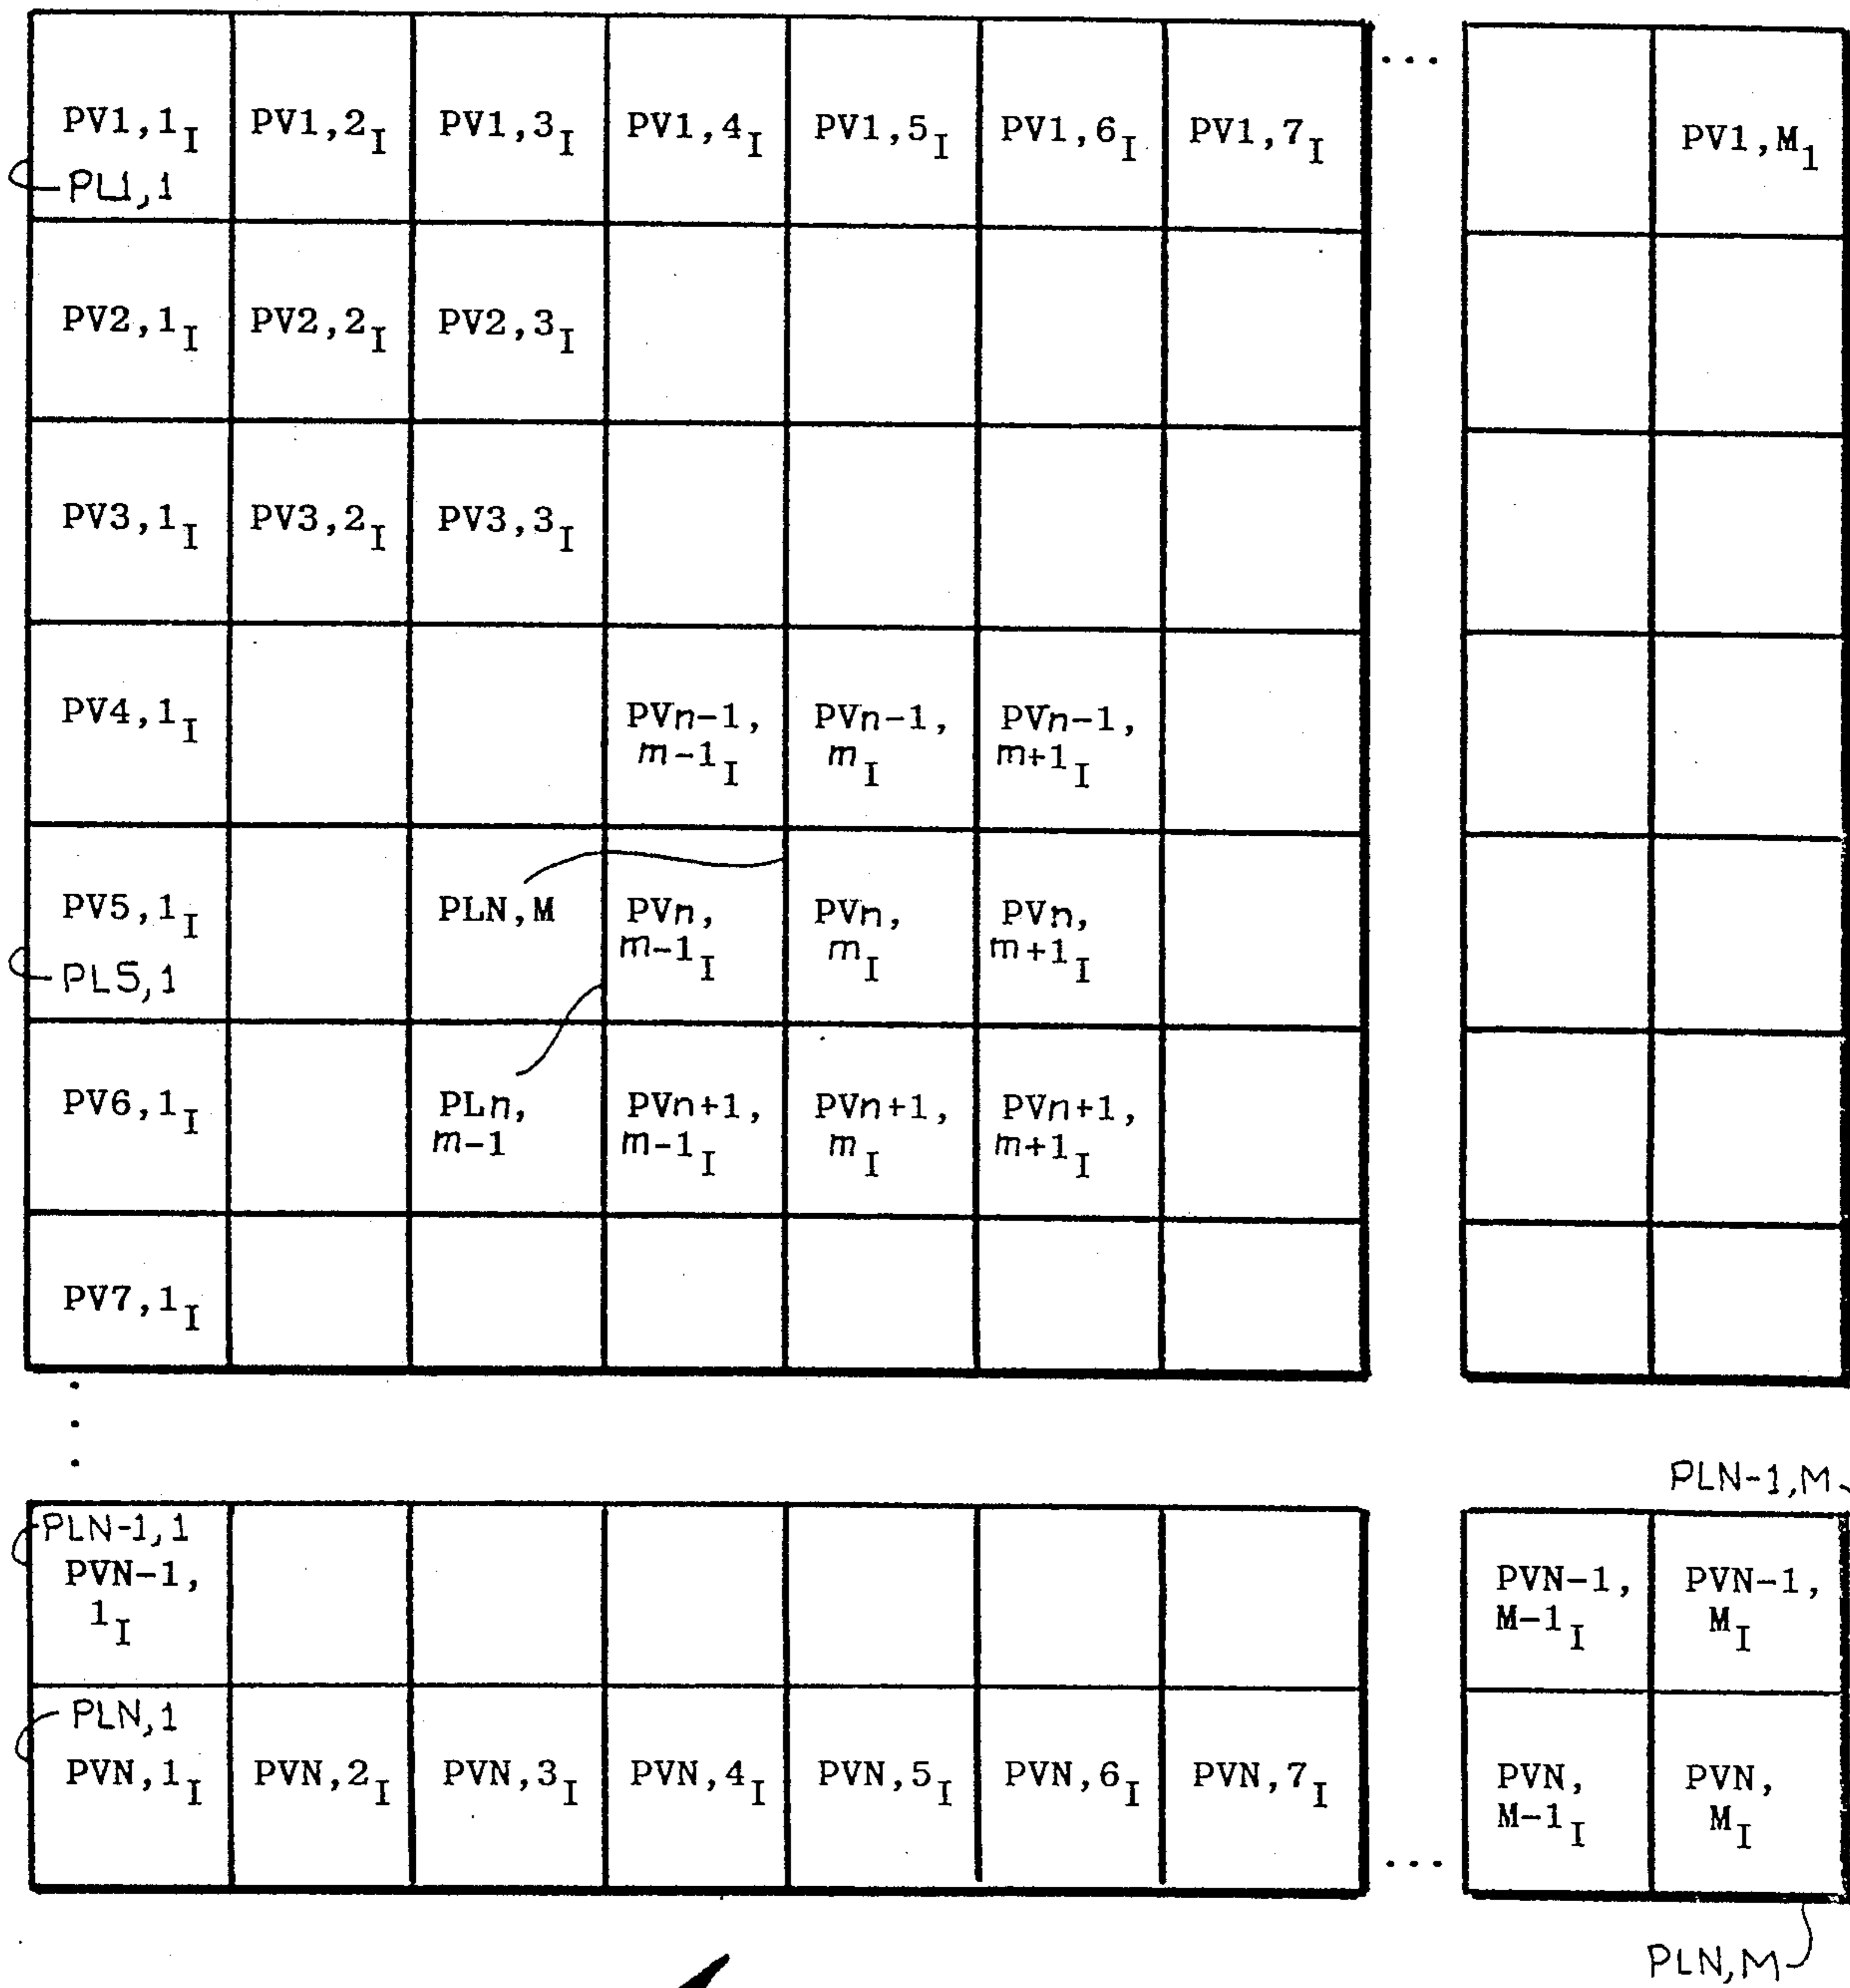 PV1,1I PV1,2I PV1,3I PV1,4I PV1,5I PV1,6I PV1,7I ... PV1,M1
PL1,1
PV2,1I PV2,2I PV2,3I
PV3,1I PV3,2I PV3,3I
PV4,1I PVn-1, PVn-1, PVn-1,
m-1I mI m+1I
PV5,1I PLN,M PVn, PVn, PVn,
m-1I mI m+1I
PL5,1
PV6,1I PLn, PVn+1, PVn+1, PVn+1,
m-1 m-1I mI m+1I
PV7,1I
PLN-1,M
PLN-1,1
PVN-1, PVN-1, PVN-1,
1I M-1I MI
PLN,1
PVN,1I PVN,2I PVN,3I PVN,4I PVN,5I PVN,6I PVN,7I PVN, PVN,
... M-1I MI
PLN,M